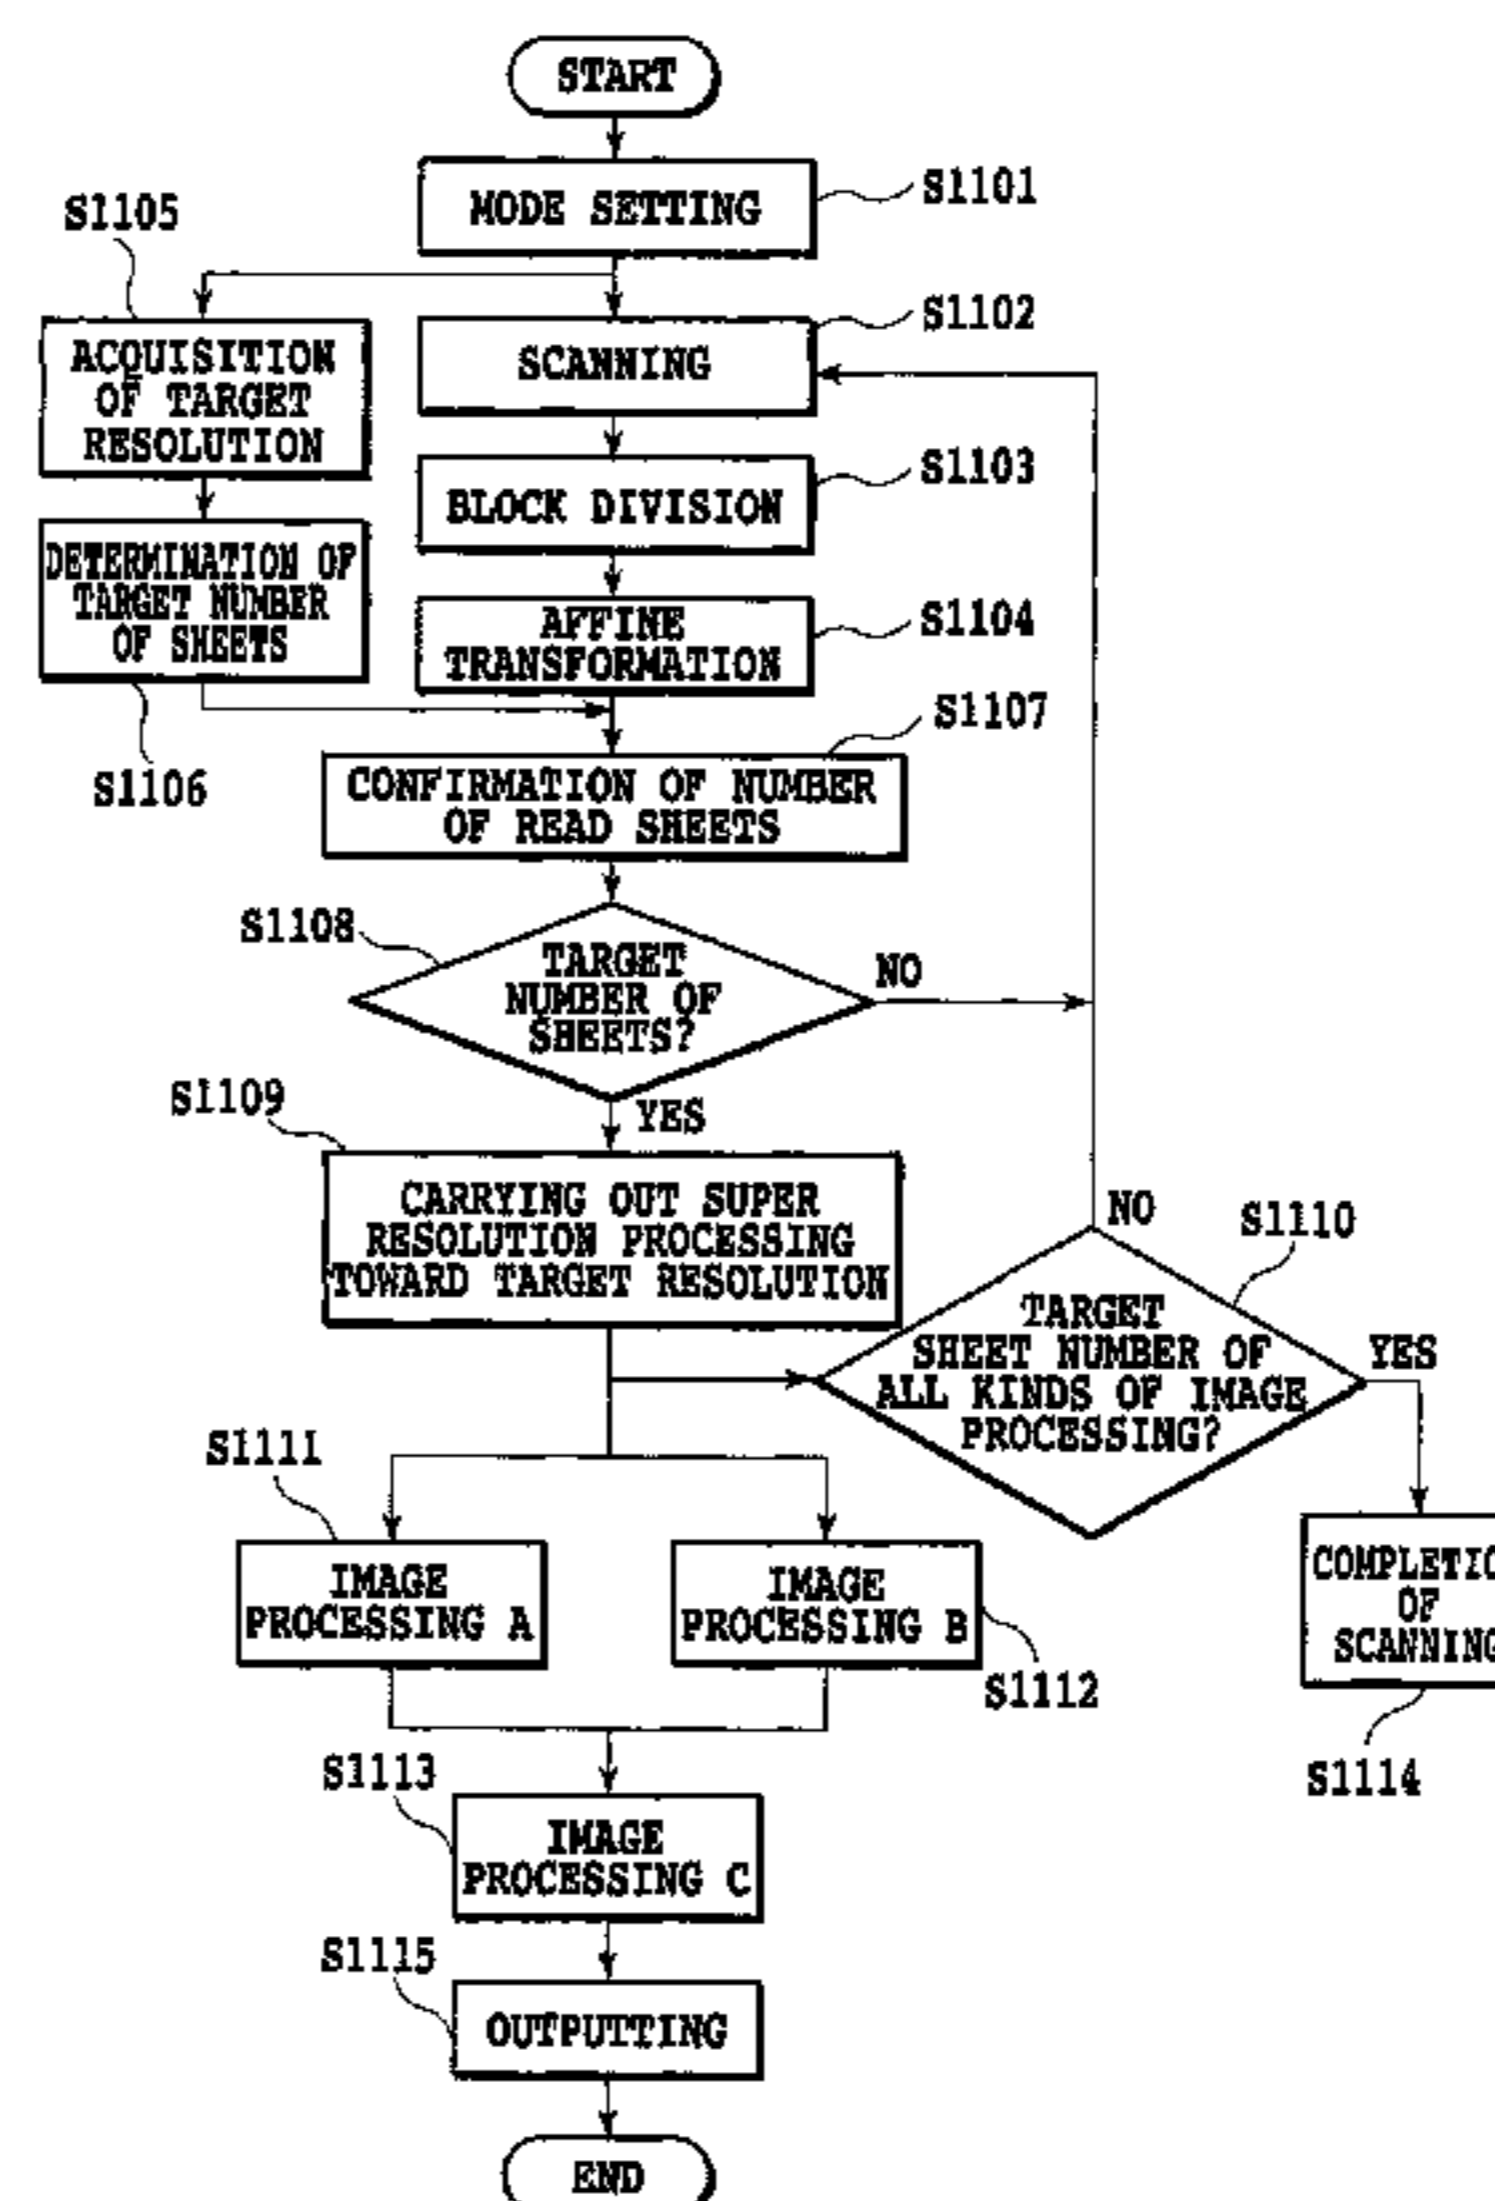 START
MODE SETTING
S1101
S1105
S1102
ACQUISITION
OF TARGET
RESOLUTION
SCANNING
S1103
BLOCK DIVISION
DETERMINATION OF
TARGET NUMBER
OF SHEETS
S1104
AFFINE
TRANSFORMATION
S1106
S1107
CONFIRMATION OF NUMBER
OF READ SHEETS
S1108
TARGET
NUMBER OF
SHEETS?
NO
S1109
YES
CARRYING OUT SUPER
RESOLUTION PROCESSING
TOWARD TARGET RESOLUTION
NO
S1110
TARGET
SHEET NUMBER OF
ALL KINDS OF IMAGE
PROCESSING?
YES
S1111
IMAGE
PROCESSING A
IMAGE
PROCESSING B
S1112
COMPLETIO
OF
SCANNING
S1114
S1113
IMAGE
PROCESSING C
S1115
OUTPUTTING
END